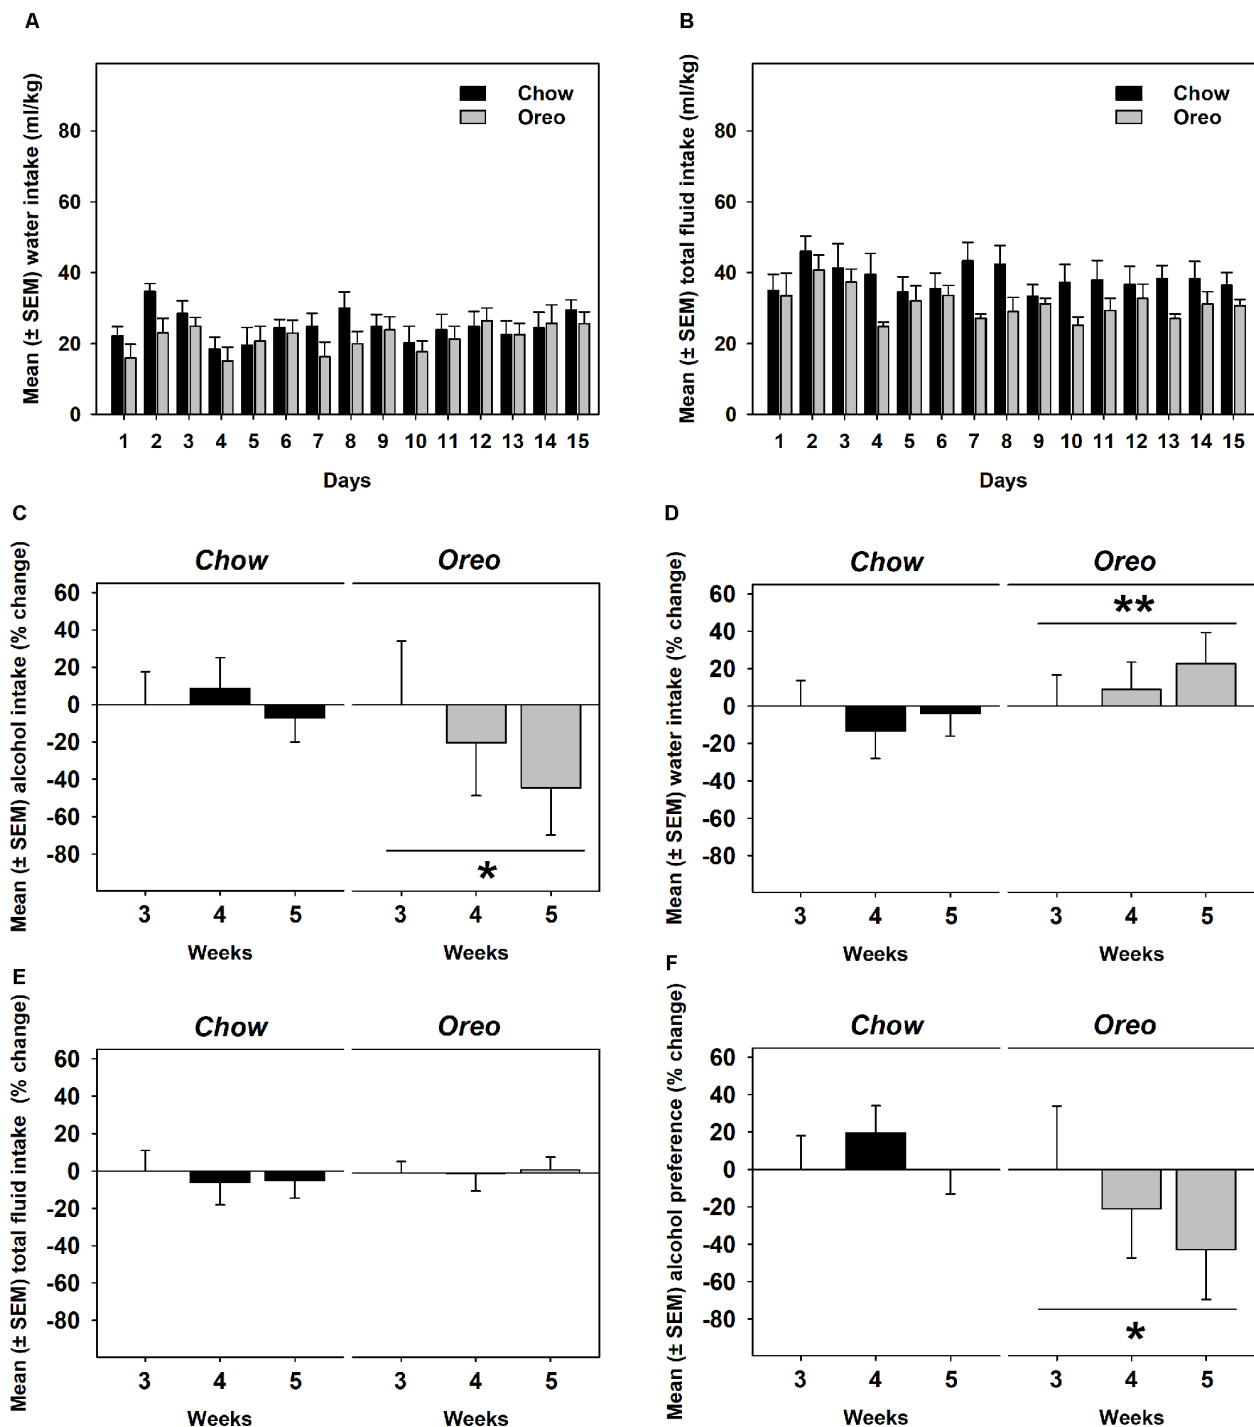 A
Mean (± SEM) water intake (ml/kg)
80
60
40
20
0
Chow
Oreo
1 2 3 4 5 6 7 8 9 10 11 12 13 14 15
Days
B
Mean (± SEM) total fluid intake (ml/kg)
80
60
40
20
0
Chow
Oreo
1 2 3 4 5 6 7 8 9 10 11 12 13 14 15
Days
C
Mean (± SEM) alcohol intake (% change)
Chow Oreo
60
40
20
0
-20
-40
-60
-80
*
3 4 5 3 4 5
Weeks Weeks
D
Mean (± SEM) water intake (% change)
Chow Oreo
**
60
40
20
0
-20
-40
-60
-80
3 4 5 3 4 5
Weeks Weeks
E
Mean (± SEM) total fluid intake (% change)
Chow Oreo
60
40
20
0
-20
-40
-60
-80
3 4 5 3 4 5
Weeks Weeks
F
Mean (± SEM) alcohol preference (% change)
Chow Oreo
60
40
20
0
-20
-40
-60
-80
*
3 4 5 3 4 5
Weeks Weeks